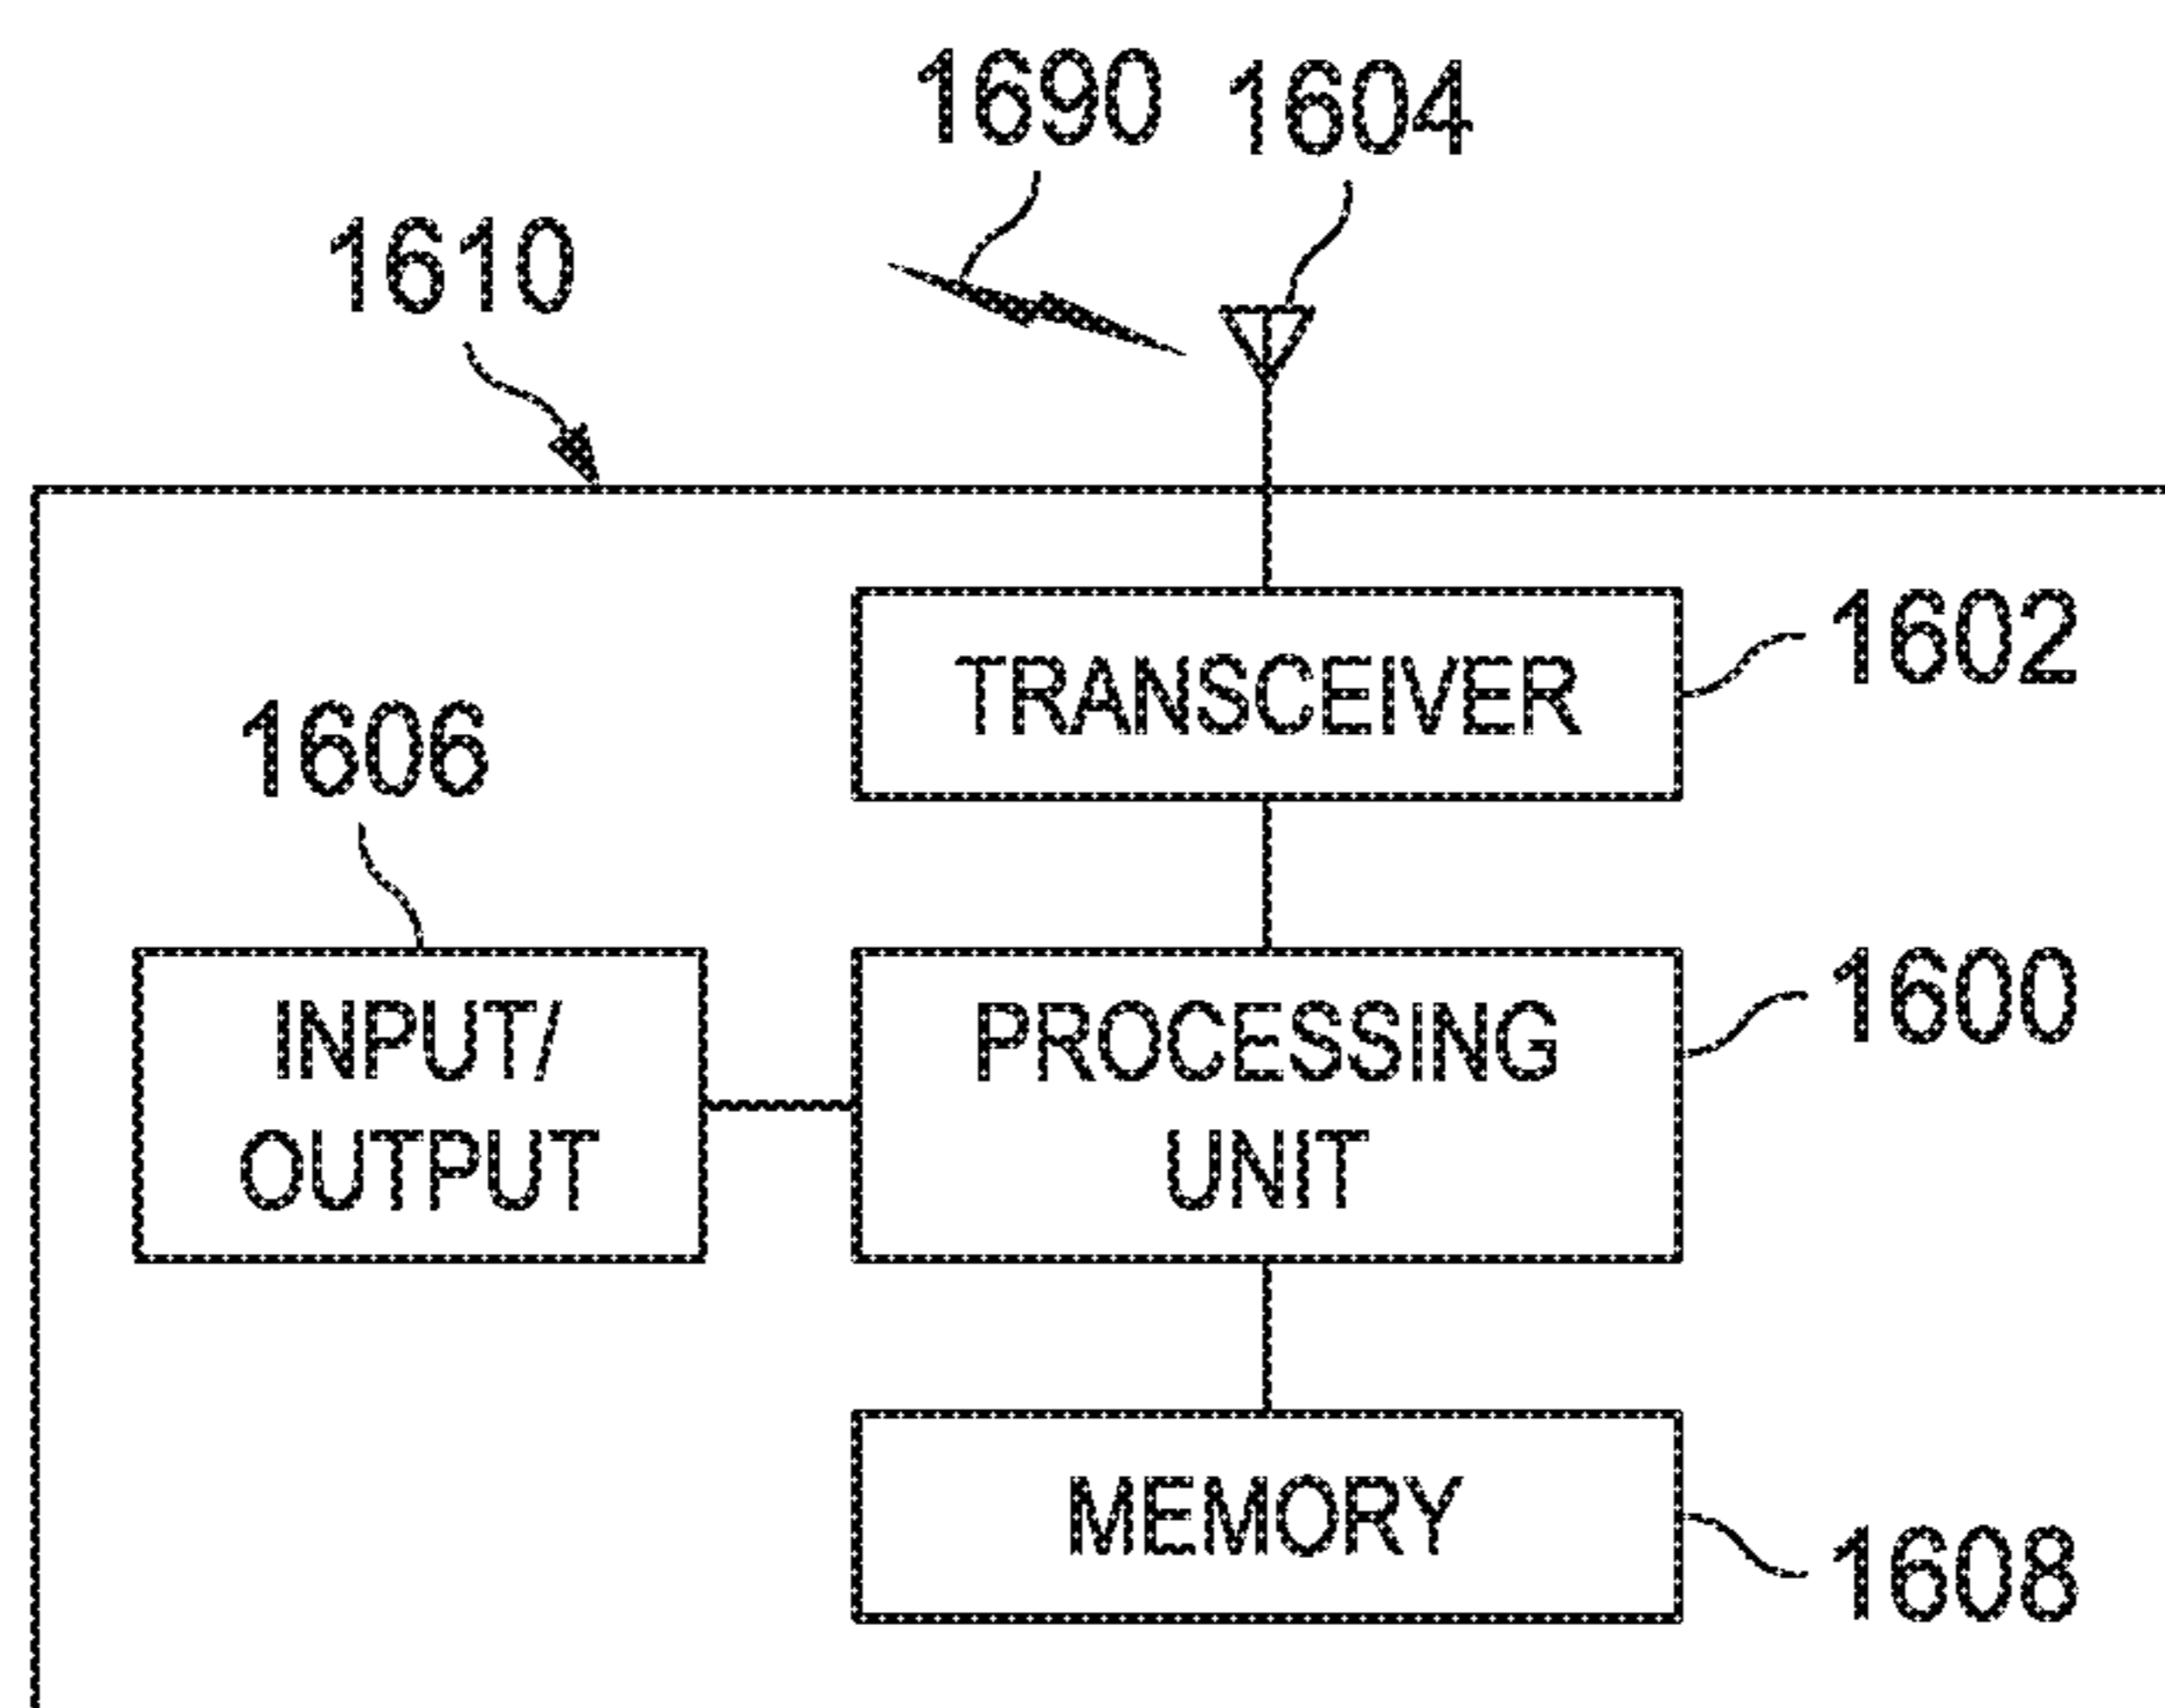 1690 1604
1610
TRANSCEIVER
1602
1606
INPUT/
OUTPUT
PROCESSING
UNIT
1600
MEMORY
1608